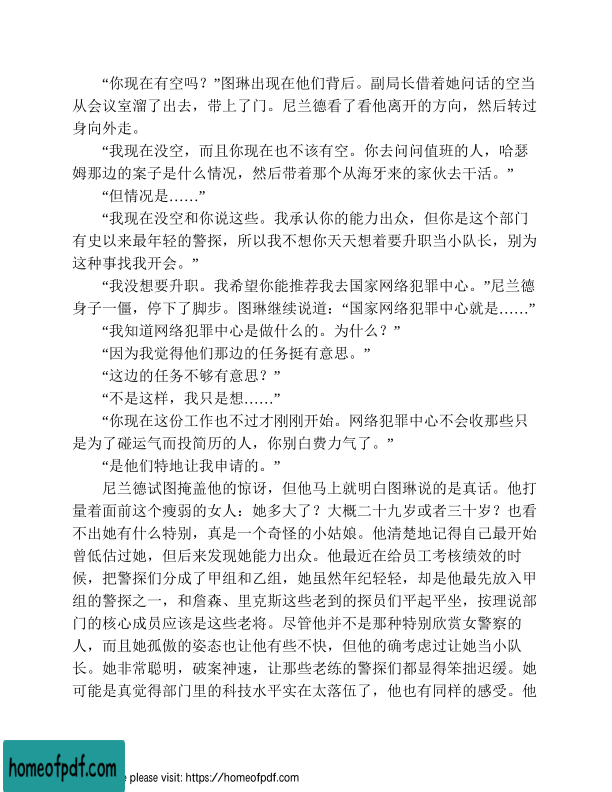 “你现在有空吗？”图琳出现在他们背后。副局长借着她问话的空当
从会议室溜了出去，带上了门。尼兰德看了看他离开的方向，然后转过
身向外走。
“我现在没空，而且你现在也不该有空。你去问问值班的人，哈瑟
姆那边的案子是什么情况，然后带着那个从海牙来的家伙去干活。”
“但情况是……”
“我现在没空和你说这些。我承认你的能力出众，但你是这个部门
有史以来最年轻的警探，所以我不想你天天想着要升职当小队长，别为
这种事找我开会。”
“我没想要升职。我希望你能推荐我去国家网络犯罪中心。”尼兰德
身子一僵，停下了脚步。图琳继续说道：“国家网络犯罪中心就是……”
“我知道网络犯罪中心是做什么的。为什么？”
“因为我觉得他们那边的任务挺有意思。”
“这边的任务不够有意思？”
“不是这样，我只是想……”
“你现在这份工作也不过才刚刚开始。网络犯罪中心不会收那些只
是为了碰运气而投简历的人，你别白费力气了。”
“是他们特地让我申请的。”
尼兰德试图掩盖他的惊讶，但他马上就明白图琳说的是真话。他打
量着面前这个瘦弱的女人：她多大了？大概二十九岁或者三十岁？也看
不出她有什么特别，真是一个奇怪的小姑娘。他清楚地记得自己最开始
曾低估过她，但后来发现她能力出众。他最近在给员工考核绩效的时
候，把警探们分成了甲组和乙组，她虽然年纪轻轻，却是他最先放入甲
组的警探之一，和詹森、里克斯这些老到的探员们平起平坐，按理说部
门的核心成员应该是这些老将。尽管他并不是那种特别欣赏女警察的
人，而且她孤傲的姿态也让他有些不快，但他的确考虑过让她当小队
长。她非常聪明，破案神速，让那些老练的警探们都显得笨拙迟缓。她
可能是真觉得部门里的科技水平实在太落伍了，他也有同样的感受。他
homeofpdf.com
e please visit: https://homeofpdf.com